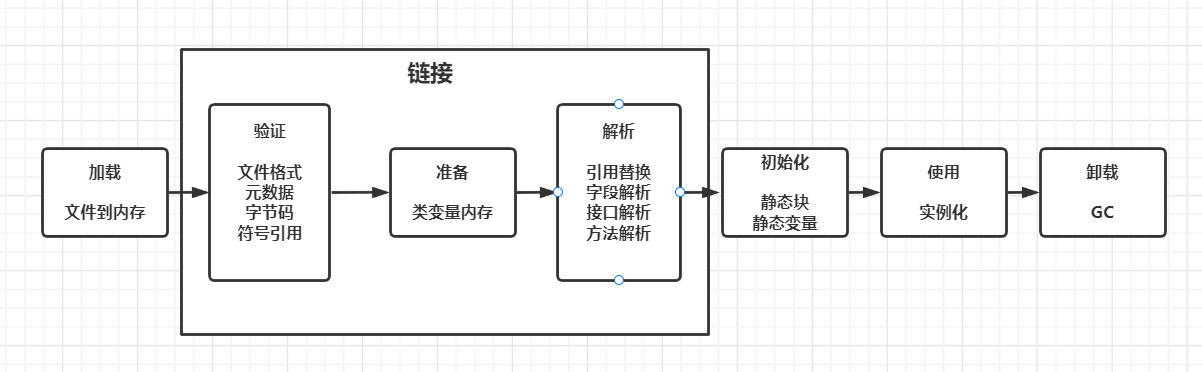 链接
加载
文件到内存
验证
文件格式
元数据
字节码
符号引用
准备
类变量内存
解析
引用替换
字段解析
接口解析
方法解析
初始化
静态块
静态变量
使用
实例化
卸载
GC